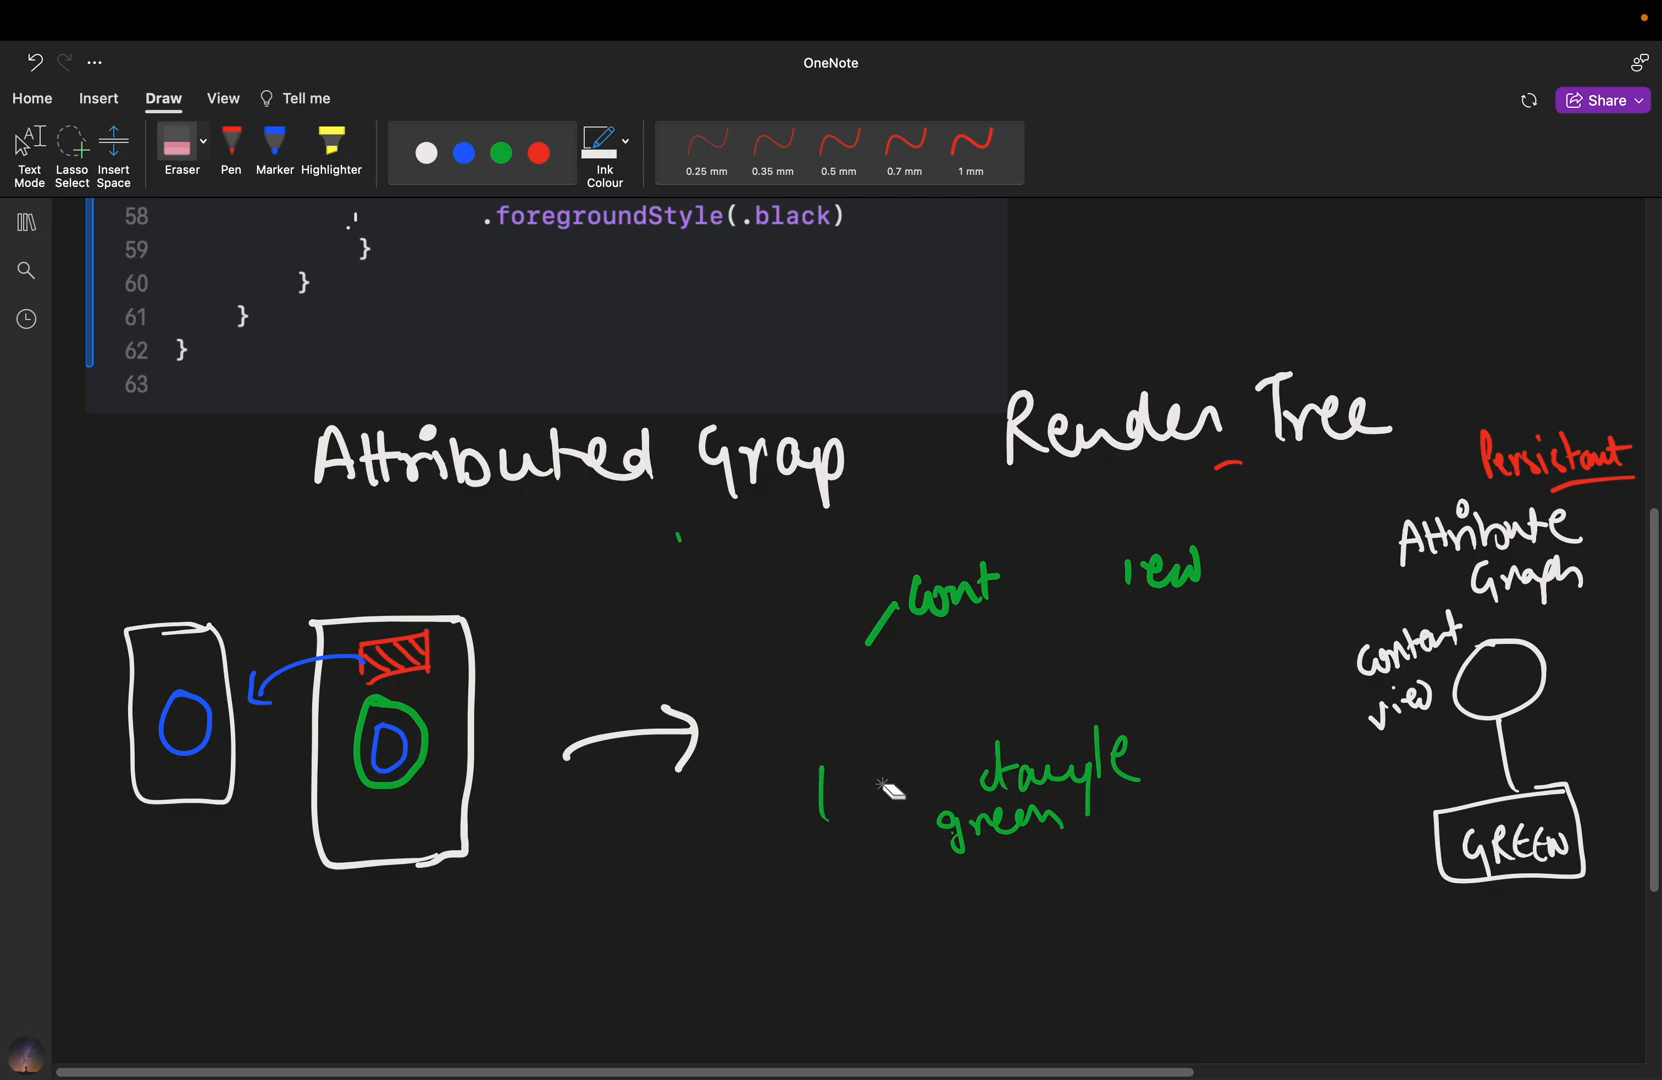 OneNote
Home Insert Draw View Tell me
Share
Text Mode
Lasso Select
Insert Space
Eraser
Pen
Marker
Highlighter
Ink Colour
0.25 mm
0.35 mm
0.5 mm
0.7 mm
1 mm
58 .foregroundStyle(.black)
59 }
60 }
61 }
62 }
63
Attributed Grap
Render Tree
Persistant
Attribute
Graph
Cont
iew
Content
view
ctangle
green
GREEN